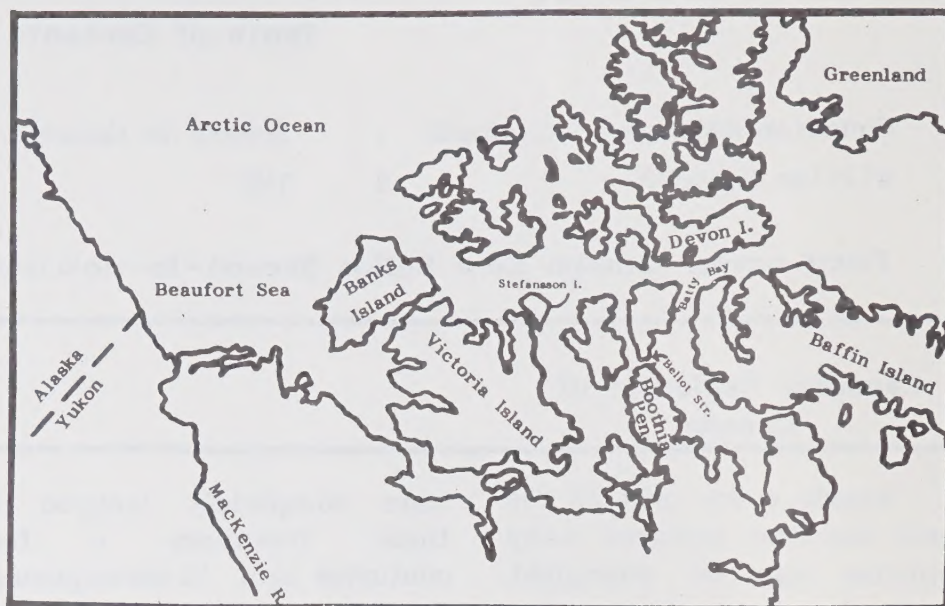 Greenland
Arctic Ocean
Devon I.
Batty Bay
Banks
Island
Stefansson I.
Beaufort Sea
Baffin Island
Victoria Island
Bellot Str.
Boothia
pen.
Alaska
Yukon
Mackenzie R.